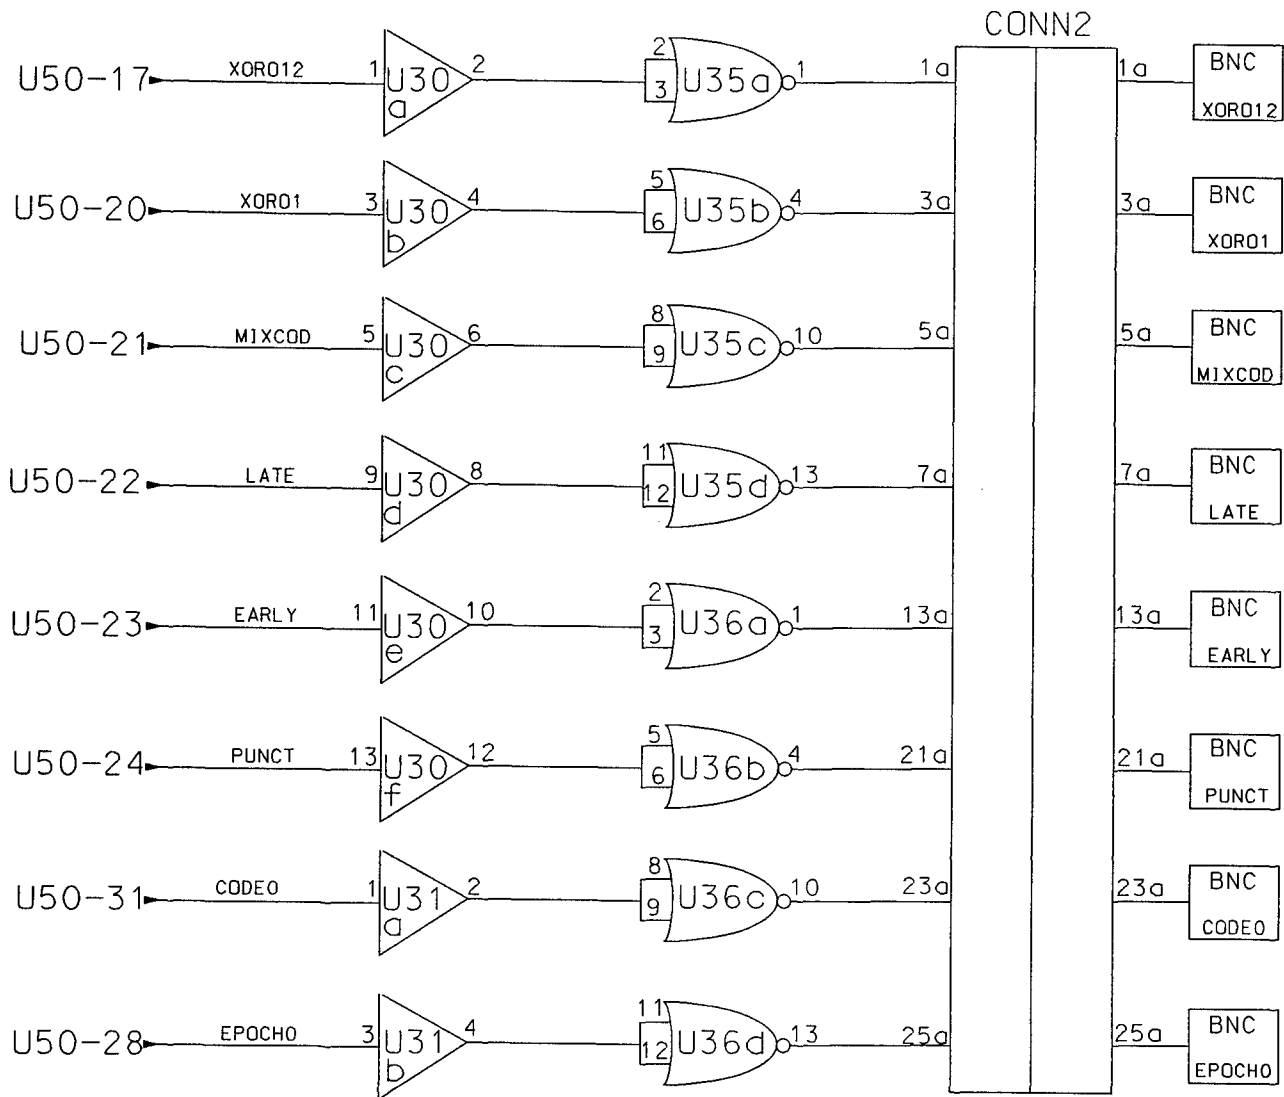 CONN2
U50-17 XORO12 1 U30 a 2 2 3 U35a 1 1a 1a BNC XORO12
U50-20 XORO1 3 U30 b 4 5 6 U35b 4 3a 3a BNC XORO1
U50-21 MIXCOD 5 U30 c 6 8 9 U35c 10 5a 5a BNC MIXCOD
U50-22 LATE 9 U30 d 8 11 12 U35d 13 7a 7a BNC LATE
U50-23 EARLY 11 U30 e 10 2 3 U36a 1 13a 13a BNC EARLY
U50-24 PUNCT 13 U30 f 12 5 6 U36b 4 21a 21a BNC PUNCT
U50-31 CODEO 1 U31 a 2 8 9 U36c 10 23a 23a BNC CODEO
U50-28 EPOCHO 3 U31 b 4 11 12 U36d 13 25a 25a BNC EPOCHO